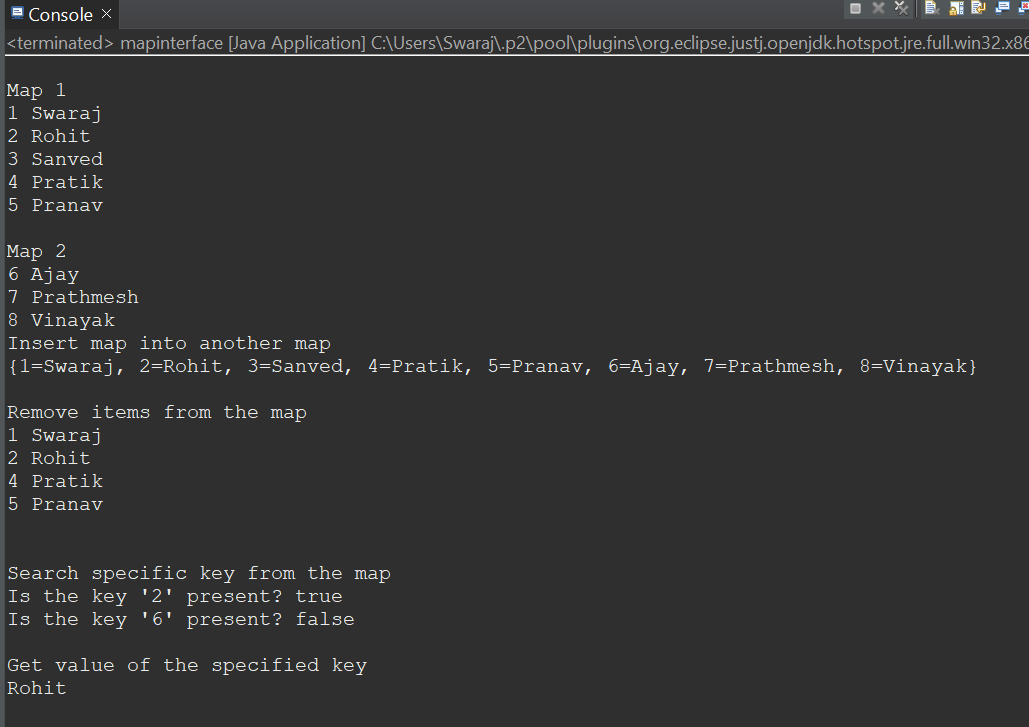 Console
<terminated> mapinterface [Java Application] C:\Users\Swaraj\.p2\pool\plugins\org.eclipse.justj.openjdk.hotspot.jre.full.win32.x86
Map 1
1 Swaraj
2 Rohit
3 Sanved
4 Pratik
5 Pranav
Map 2
6 Ajay
7 Prathmesh
8 Vinayak
Insert map into another map
{1=Swaraj, 2=Rohit, 3=Sanved, 4=Pratik, 5=Pranav, 6=Ajay, 7=Prathmesh, 8=Vinayak}
Remove items from the map
1 Swaraj
2 Rohit
4 Pratik
5 Pranav
Search specific key from the map
Is the key '2' present? true
Is the key '6' present? false
Get value of the specified key
Rohit